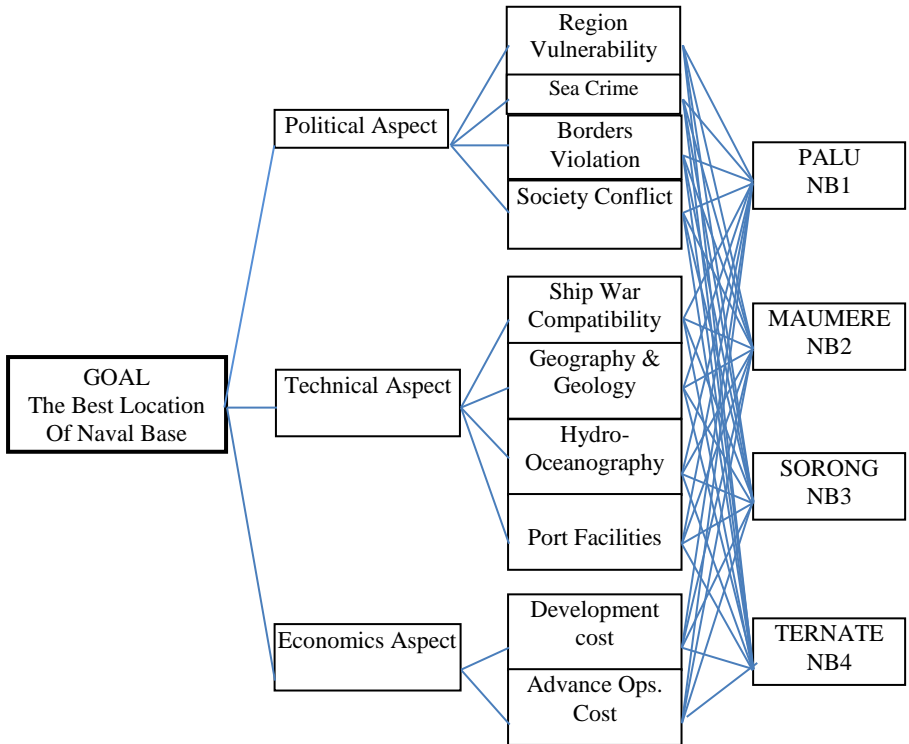 GOAL
The Best Location
Of Naval Base
Political Aspect
Technical Aspect
Economics Aspect
Region
Vulnerability
Sea Crime
Borders
Violation
Society Conflict
Ship War
Compatibility
Geography &
Geology
Hydro-
Oceanography
Port Facilities
Development
cost
Advance Ops.
Cost
PALU
NB1
MAUMERE
NB2
SORONG
NB3
TERNATE
NB4